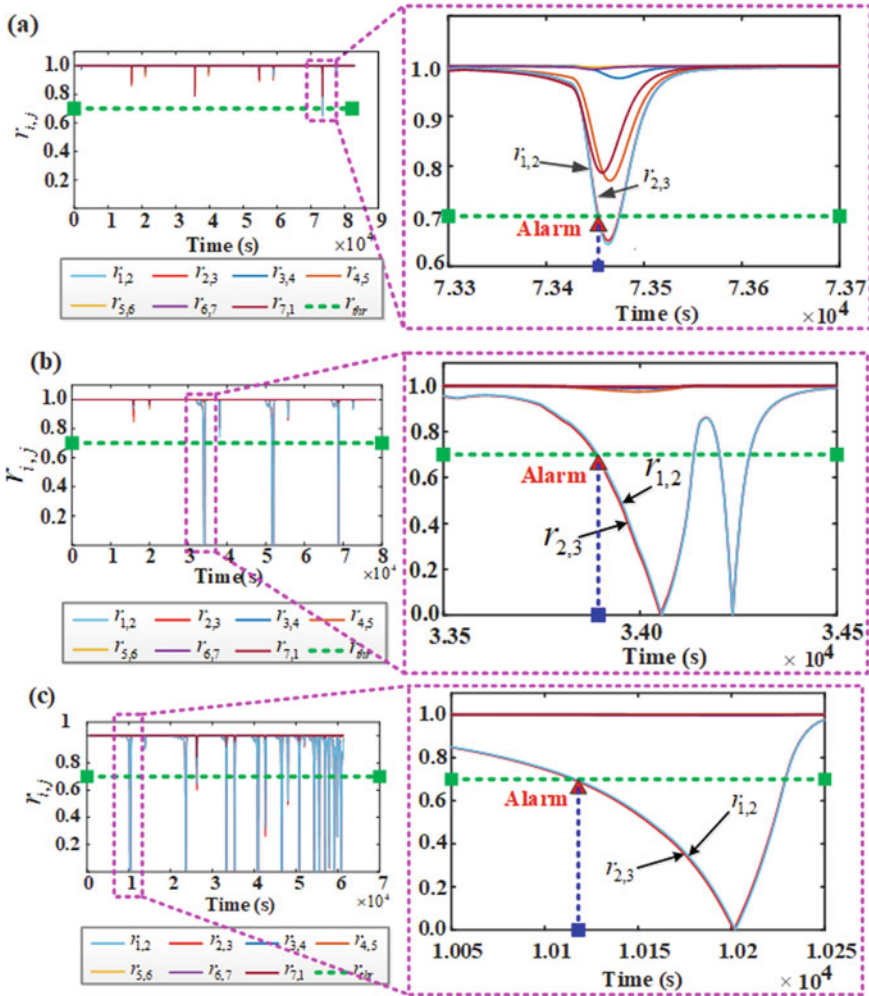 (a)
r_{i,j}
1.0
0.8
0.6
0.4
0.2
0 1 2 3 4 5 6 7 8 9
Time (s) ×10^4
r_{1,2} r_{2,3} r_{3,4} r_{4,5}
r_{5,6} r_{6,7} r_{7,1} r_{thr}
1.0
0.9
0.8
0.7
0.6
r_{1,2}
r_{2,3}
Alarm
7.33 7.34 7.35 7.36 7.37
Time (s) × 10^4
(b)
r_{i,j}
1.0
0.8
0.6
0.4
0.2
0 1 2 3 4 5 6 7 80
Time(s) ×10^4
r_{1,2} r_{2,3} r_{3,4} r_{4,5}
r_{5,6} r_{6,7} r_{7,1} r_{thr}
1.0
0.8
0.6
0.4
0.2
0.0
Alarm
r_{1,2}
r_{2,3}
3.35 3.40 3.45
Time (s) × 10^4
(c)
r_{i,j}
1
0.8
0.6
0.4
0.2
0 1 2 3 4 5 6 70
Time (s) ×10^4
r_{1,2} r_{2,3} r_{3,4} r_{4,5}
r_{5,6} r_{6,7} r_{7,1} r_{thr}
1.0
0.8
0.6
0.4
0.2
0.0
Alarm
r_{1,2}
r_{2,3}
1.005 1.01 1.015 1.02 1.025
Time (s) × 10^4